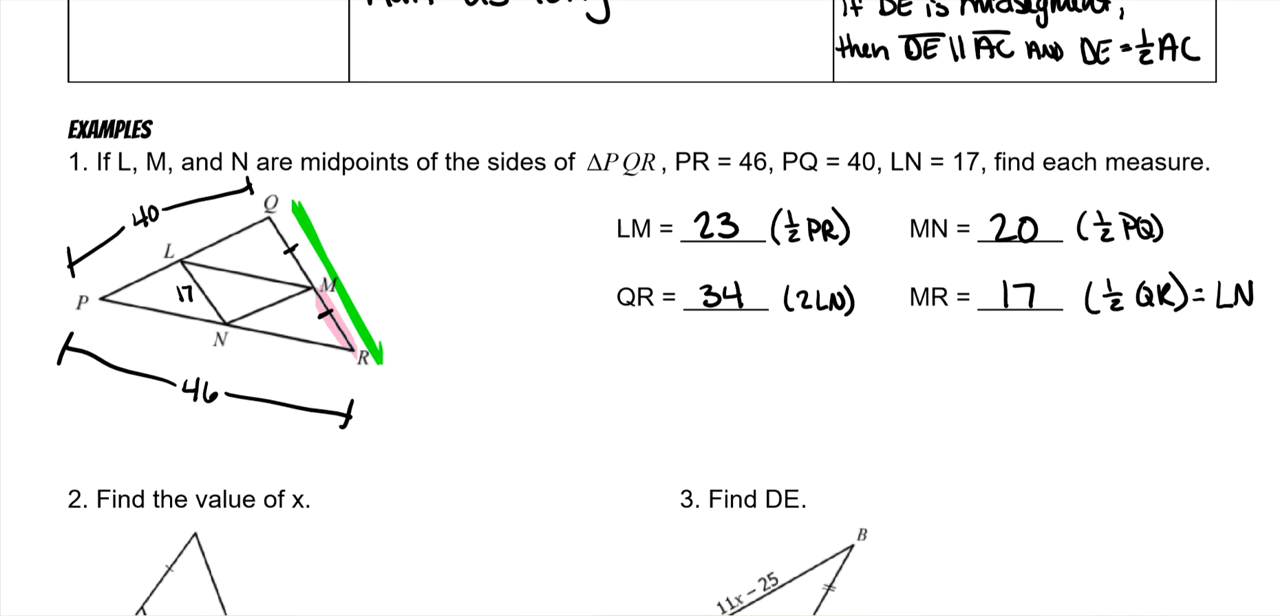 If DE is midsegment,
then DE || AC AND DE = ½ AC
EXAMPLES
1. If L, M, and N are midpoints of the sides of ΔPQR, PR = 46, PQ = 40, LN = 17, find each measure.
40
Q
L
P
17
M
N
R
46
LM = 23 (½ PR)
MN = 20 (½ PQ)
QR = 34 (2LN)
MR = 17 (½ QR) = LN
2. Find the value of x.
3. Find DE.
B
11x – 25